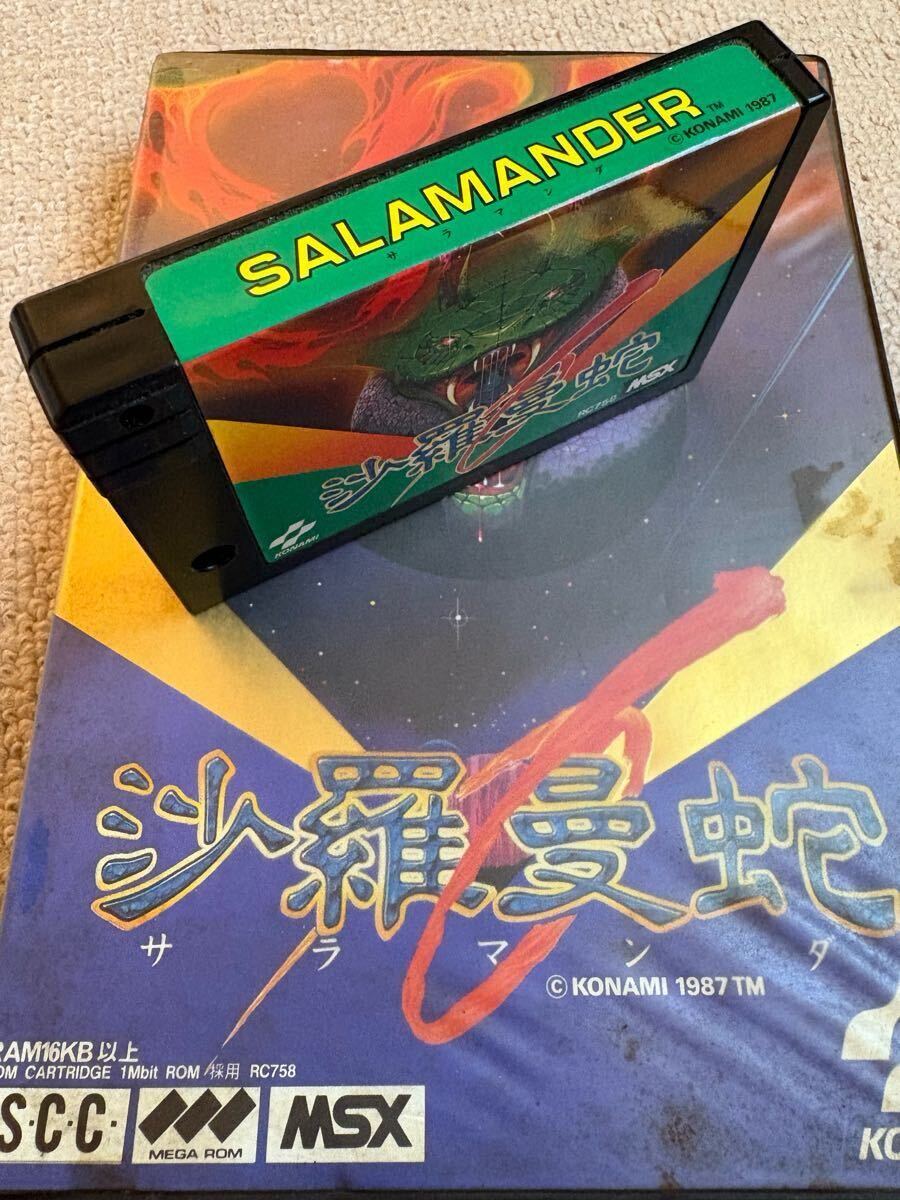 SALAMANDER™
© KONAMI 1987
サラマンダ
沙羅曼蛇
RC758
MSX
KONAMI
沙羅曼蛇
サラマンダ
© KONAMI 1987 TM
RAM16KB以上
OM CARTRIDGE 1Mbit ROM 採用 RC758
S・C・C・
MEGA ROM
MSX
KO